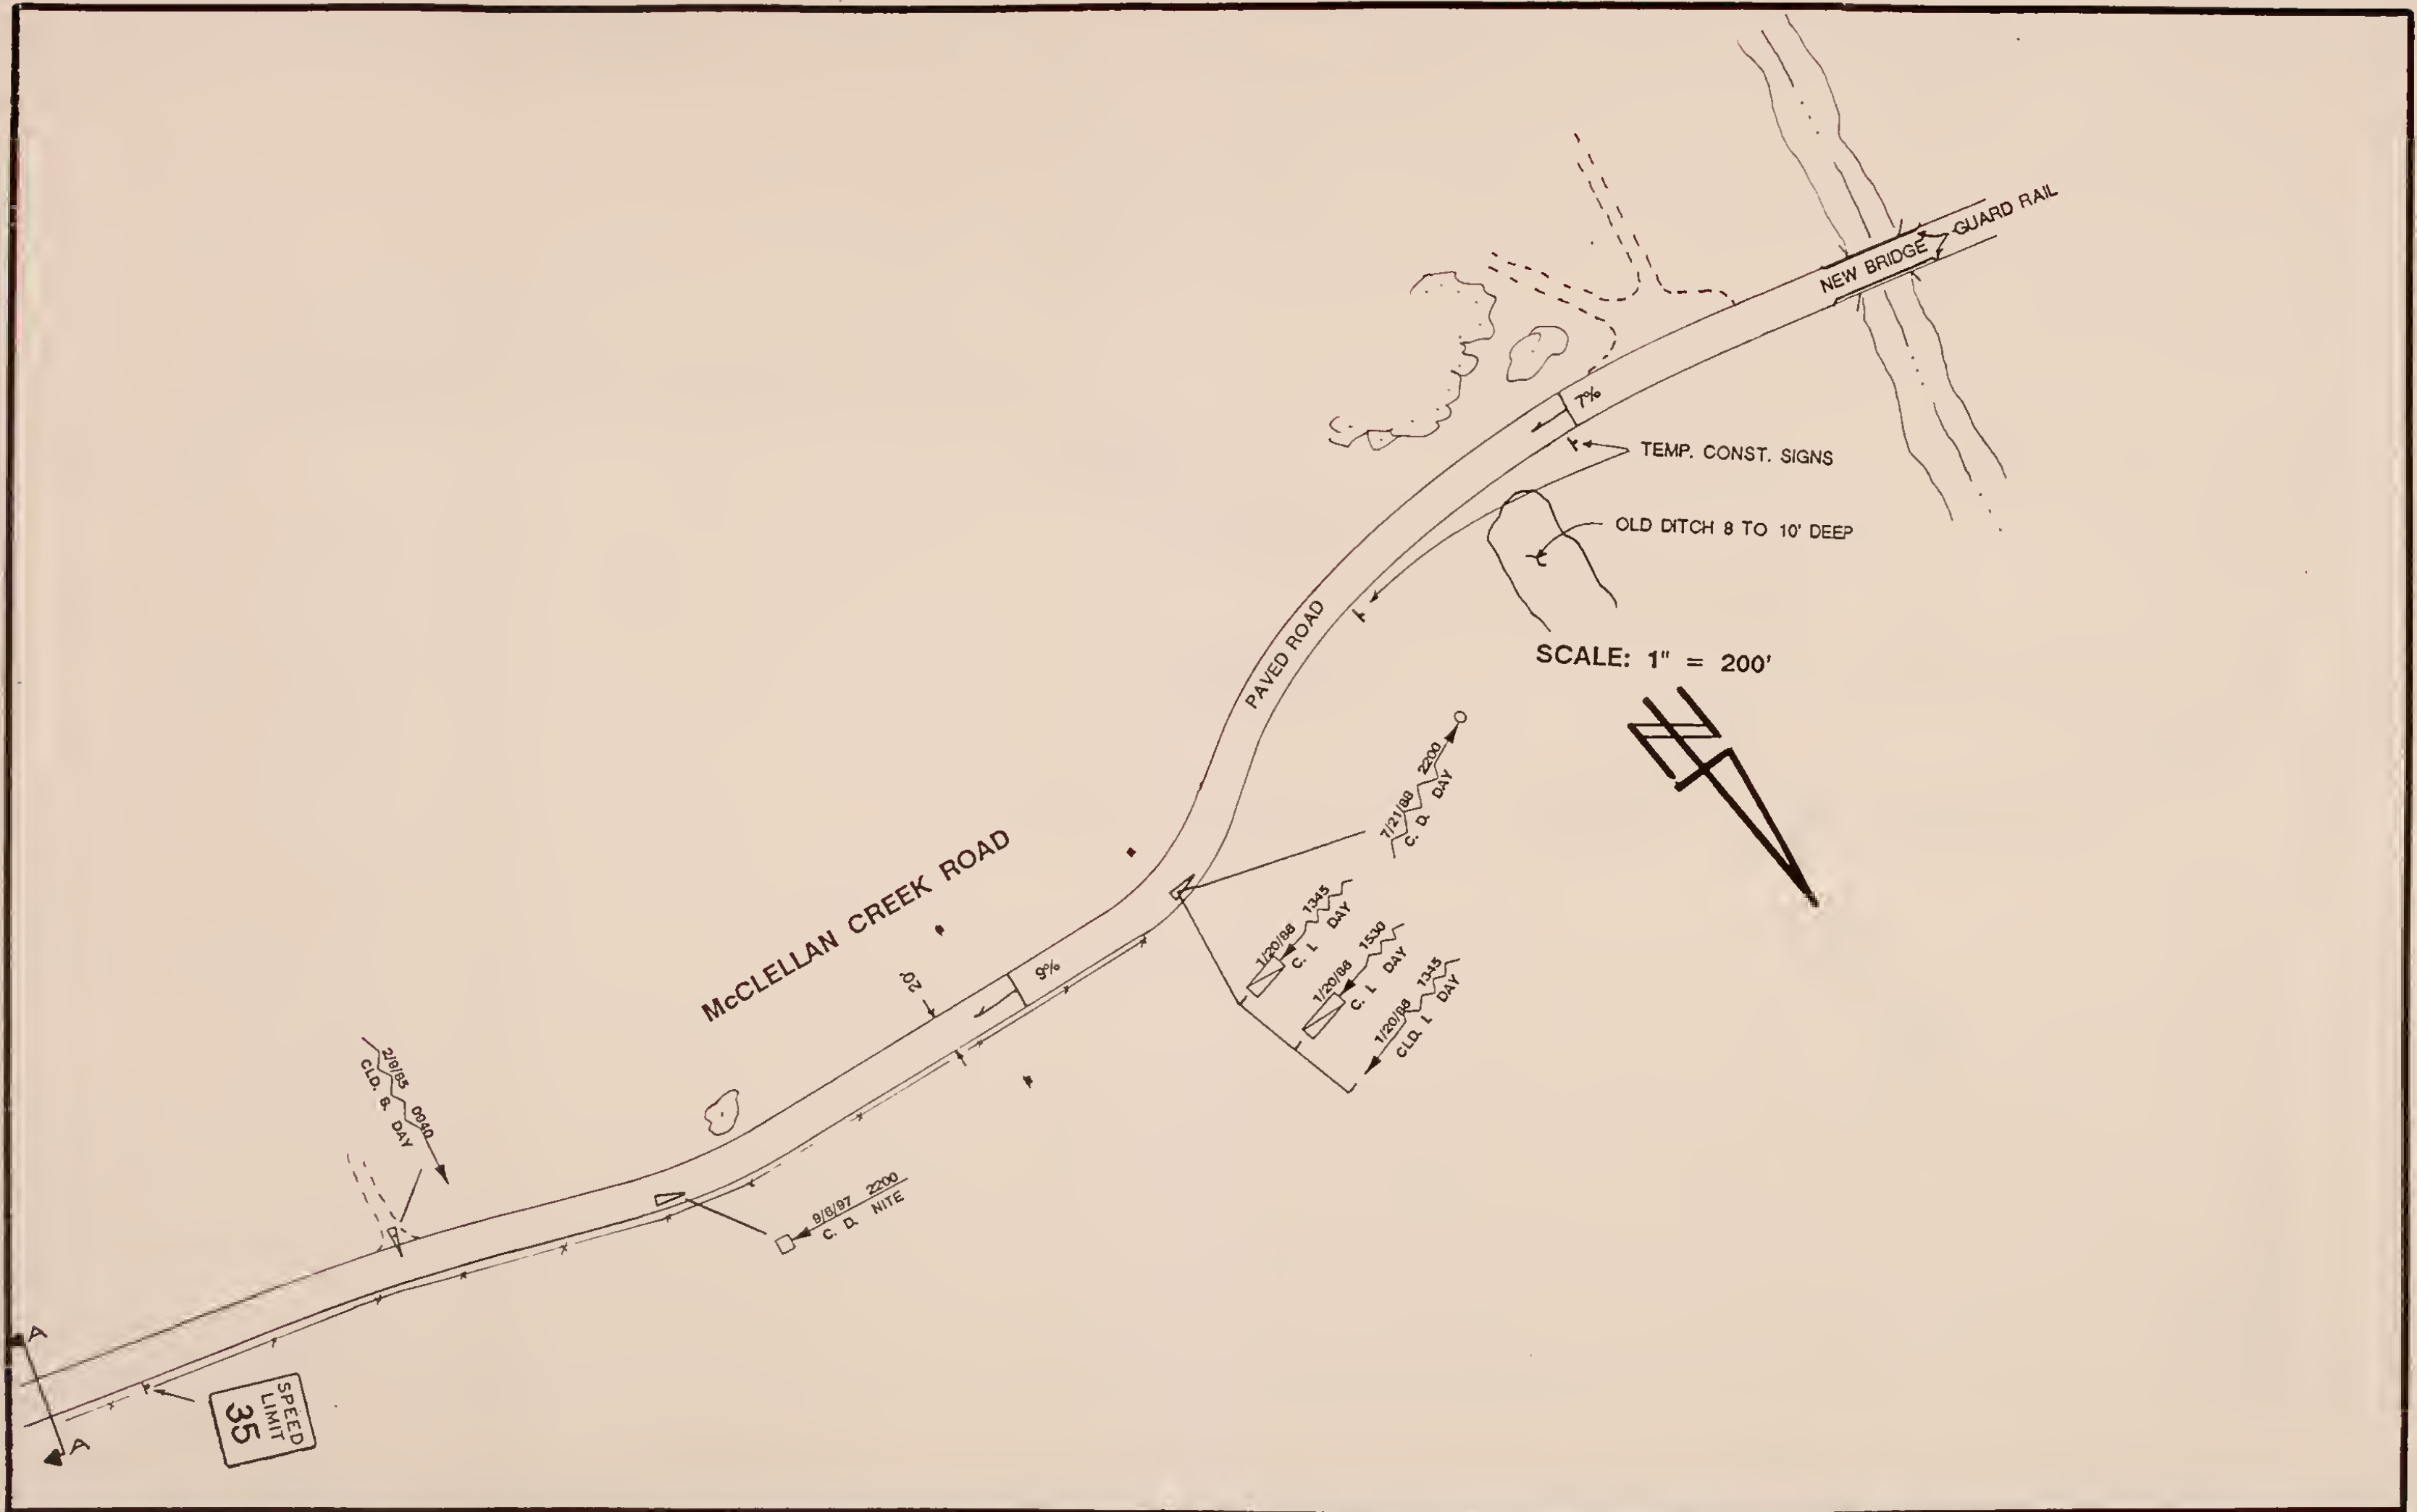 GUARD RAIL
NEW BRIDGE
7%
TEMP. CONST. SIGNS
OLD DITCH 8 TO 10' DEEP
PAVED ROAD
SCALE: 1" = 200'
N
7/21/88 2200
C. D. DAY
McCLELLAN CREEK ROAD
1/20/88 1345
C. I. DAY
1/20/88 1530
C. I. DAY
1/20/88 1345
CLD. I. DAY
9%
20'
2/9/85 0940
CLD. DAY
9/8/97 2200
C. D. NITE
A
A
SPEED
LIMIT
35